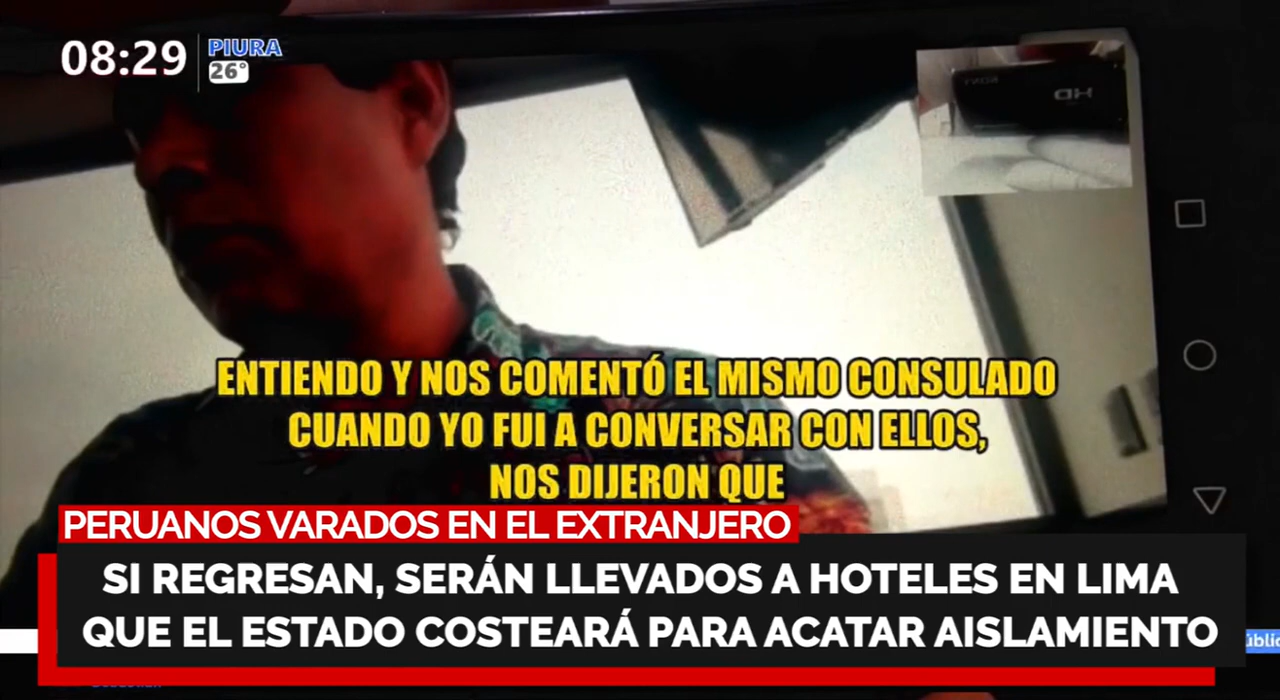 08:29
PIURA
26°
HD
ENTIENDO Y NOS COMENTÓ EL MISMO CONSULADO
CUANDO YO FUI A CONVERSAR CON ELLOS,
NOS DIJERON QUE
PERUANOS VARADOS EN EL EXTRANJERO
SI REGRESAN, SERÁN LLEVADOS A HOTELES EN LIMA
QUE EL ESTADO COSTEARÁ PARA ACATAR AISLAMIENTO